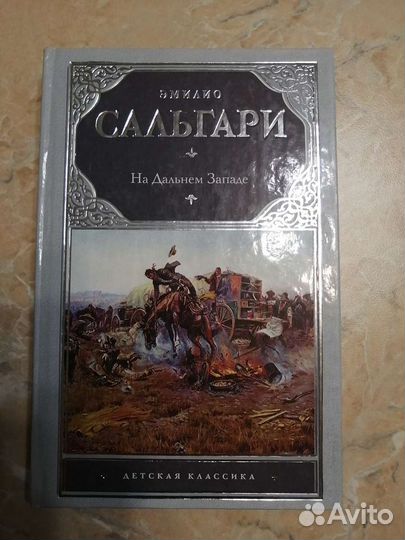 ЭМИЛИО
САЛЬГАРИ
На Дальнем Западе
ДЕТСКАЯ КЛАССИКА
Avito